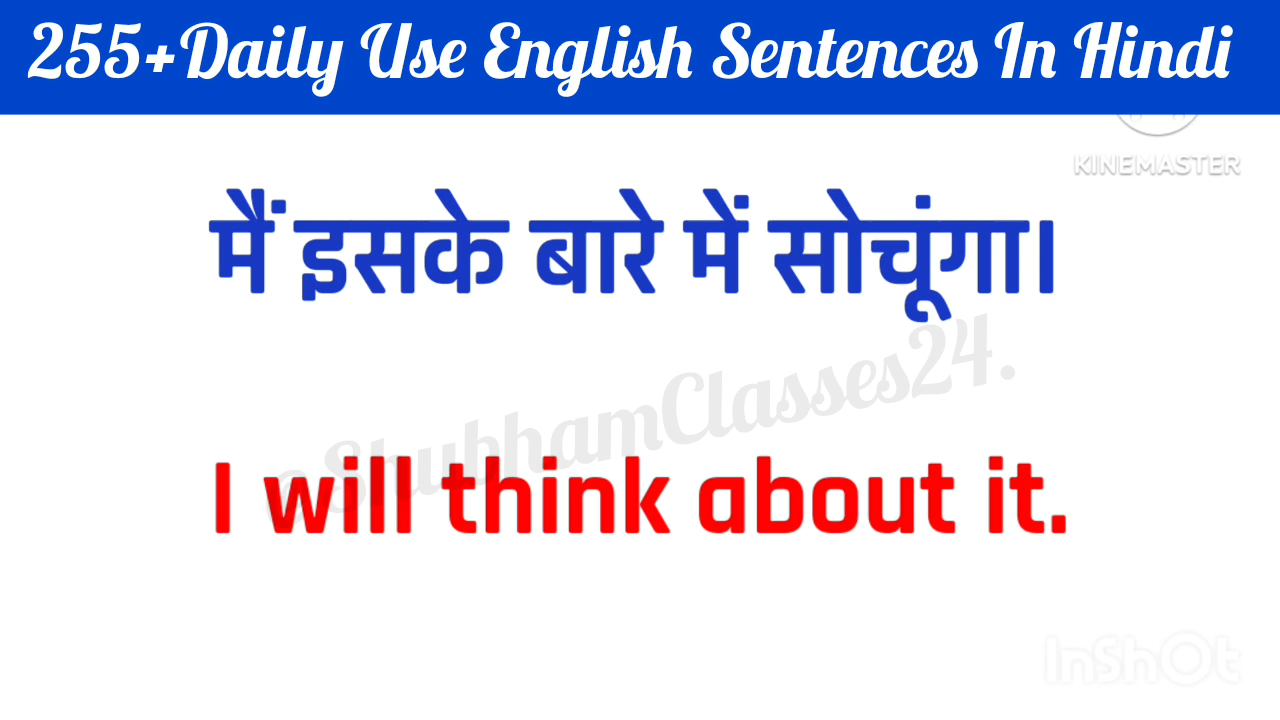 255+Daily Use English Sentences In Hindi
KINEMASTER
मैं इसके बारे में सोचूंगा।
@ShubhamClasses24.
I will think about it.
InShOt